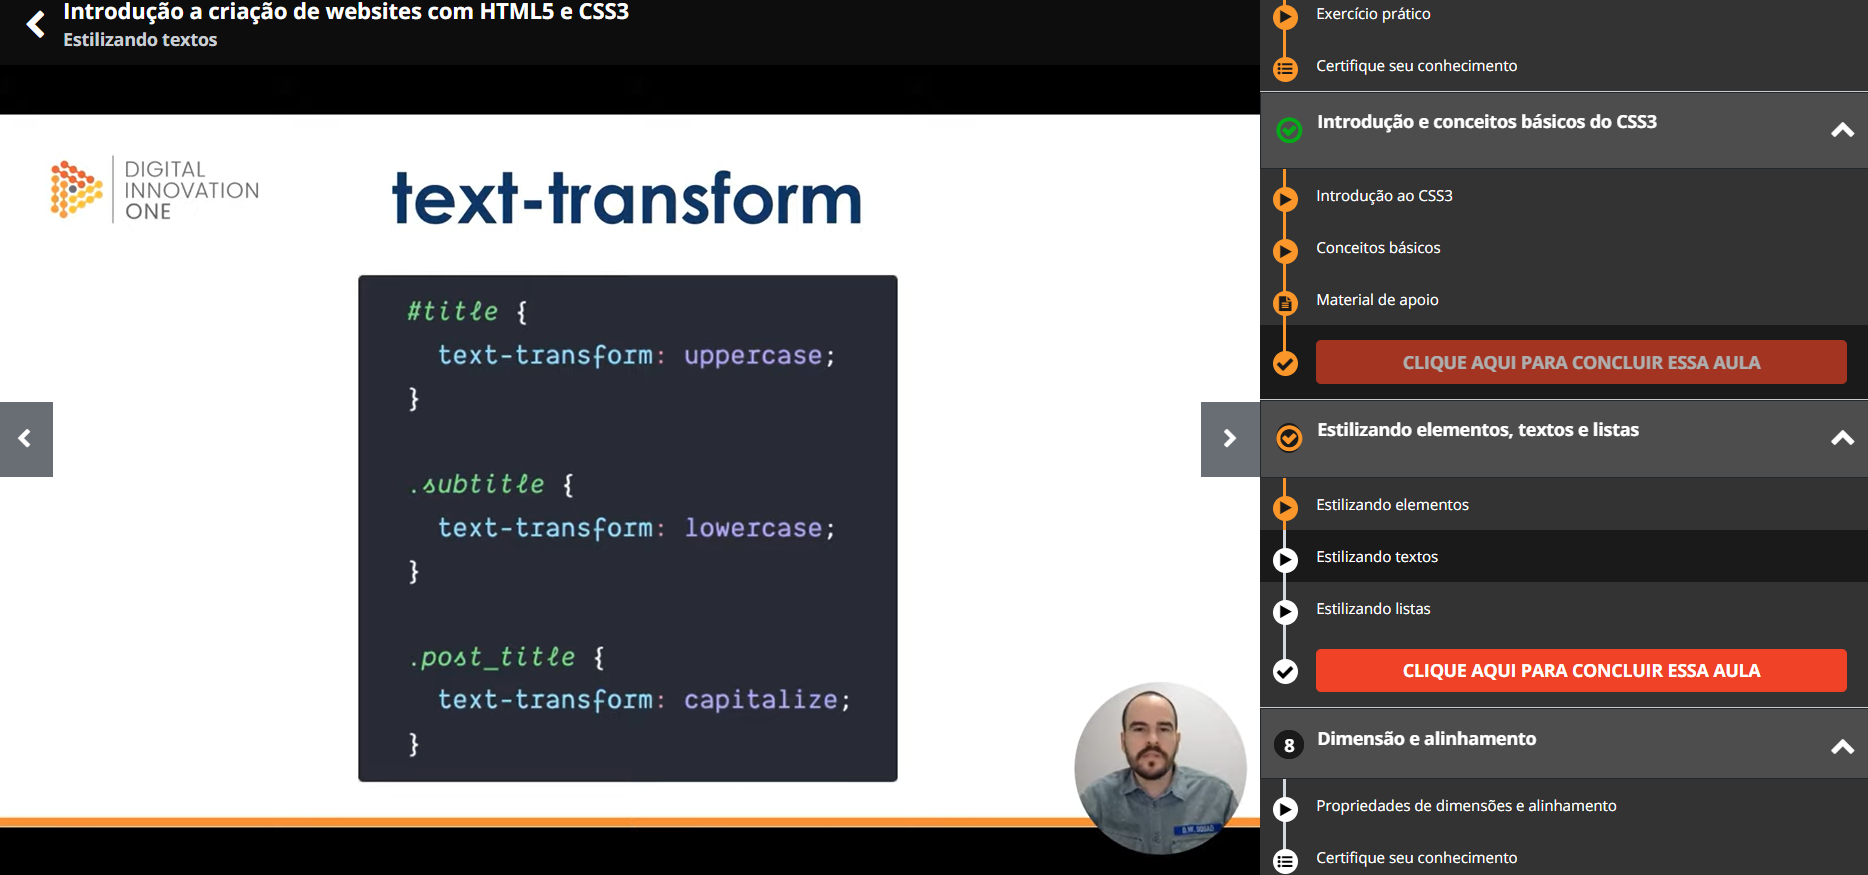 Introdução a criação de websites com HTML5 e CSS3
Estilizando textos
DIGITAL
INNOVATION
ONE
text-transform
#title {
text-transform: uppercase;
}
.subtitle {
text-transform: lowercase;
}
.post_title {
text-transform: capitalize;
}
Exercício prático
Certifique seu conhecimento
Introdução e conceitos básicos do CSS3
Introdução ao CSS3
Conceitos básicos
Material de apoio
CLIQUE AQUI PARA CONCLUIR ESSA AULA
Estilizando elementos, textos e listas
Estilizando elementos
Estilizando textos
Estilizando listas
CLIQUE AQUI PARA CONCLUIR ESSA AULA
8
Dimensão e alinhamento
Propriedades de dimensões e alinhamento
Certifique seu conhecimento